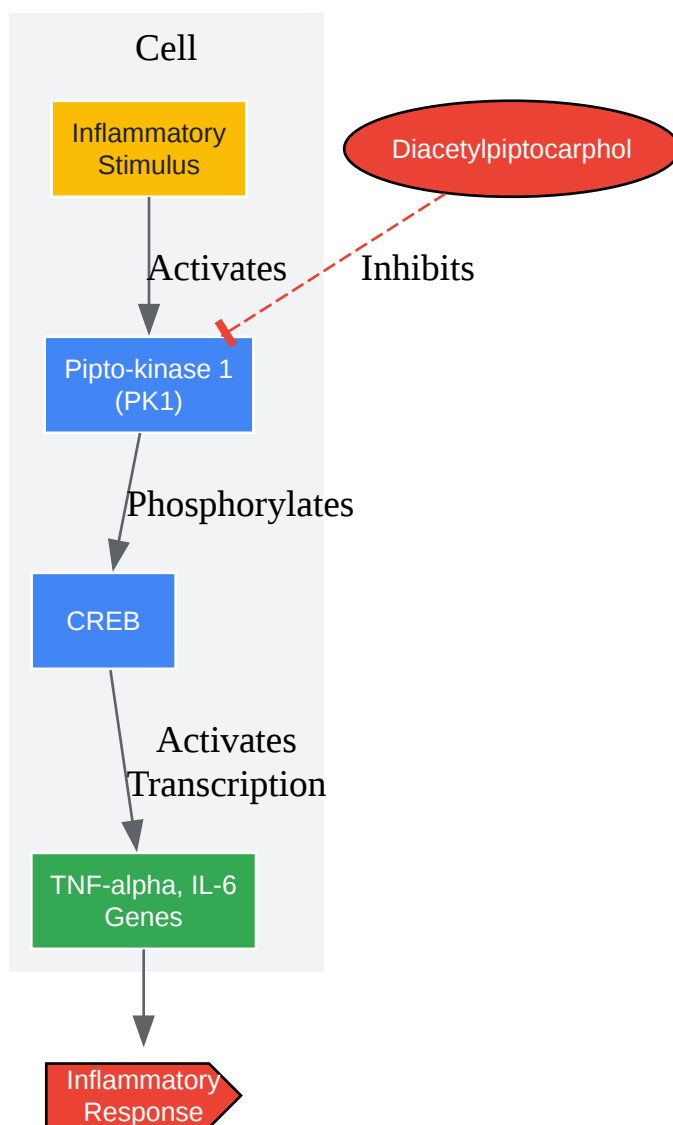 Cell
Inflammatory
Stimulus
Diacetylpiptocarphol
Activates
Inhibits
Pipto-kinase 1
(PK1)
Phosphorylates
CREB
Activates
Transcription
TNF-alpha, IL-6
Genes
Inflammatory
Response